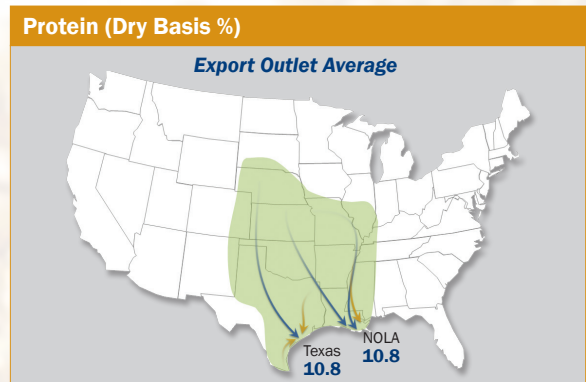 Protein (Dry Basis %)
Export Outlet Average
Texas
10.8
NOLA
10.8